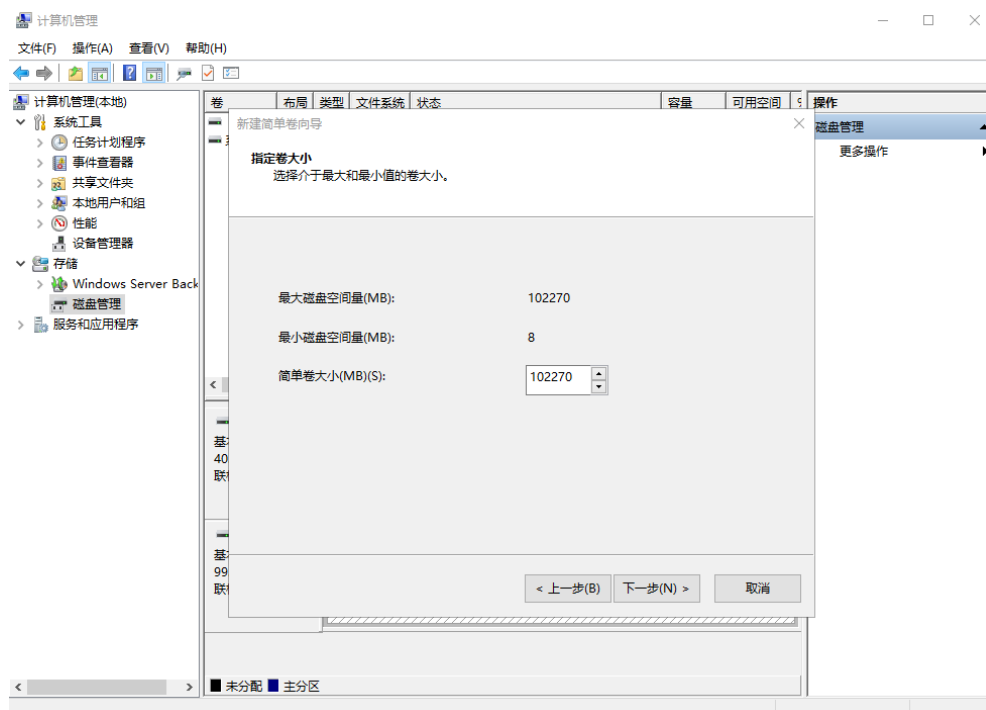 计算机管理
文件(F) 操作(A) 查看(V) 帮助(H)
计算机管理(本地)
系统工具
任务计划程序
事件查看器
共享文件夹
本地用户和组
性能
设备管理器
存储
Windows Server Back
磁盘管理
服务和应用程序
卷 布局 类型 文件系统 状态 容量 可用空间
新建简单卷向导
指定卷大小
选择介于最大和最小值的卷大小。
最大磁盘空间量(MB): 102270
最小磁盘空间量(MB): 8
简单卷大小(MB)(S): 102270
< 上一步(B) 下一步(N) > 取消
基
40
联
基
99
联
未分配 主分区
操作
磁盘管理
更多操作